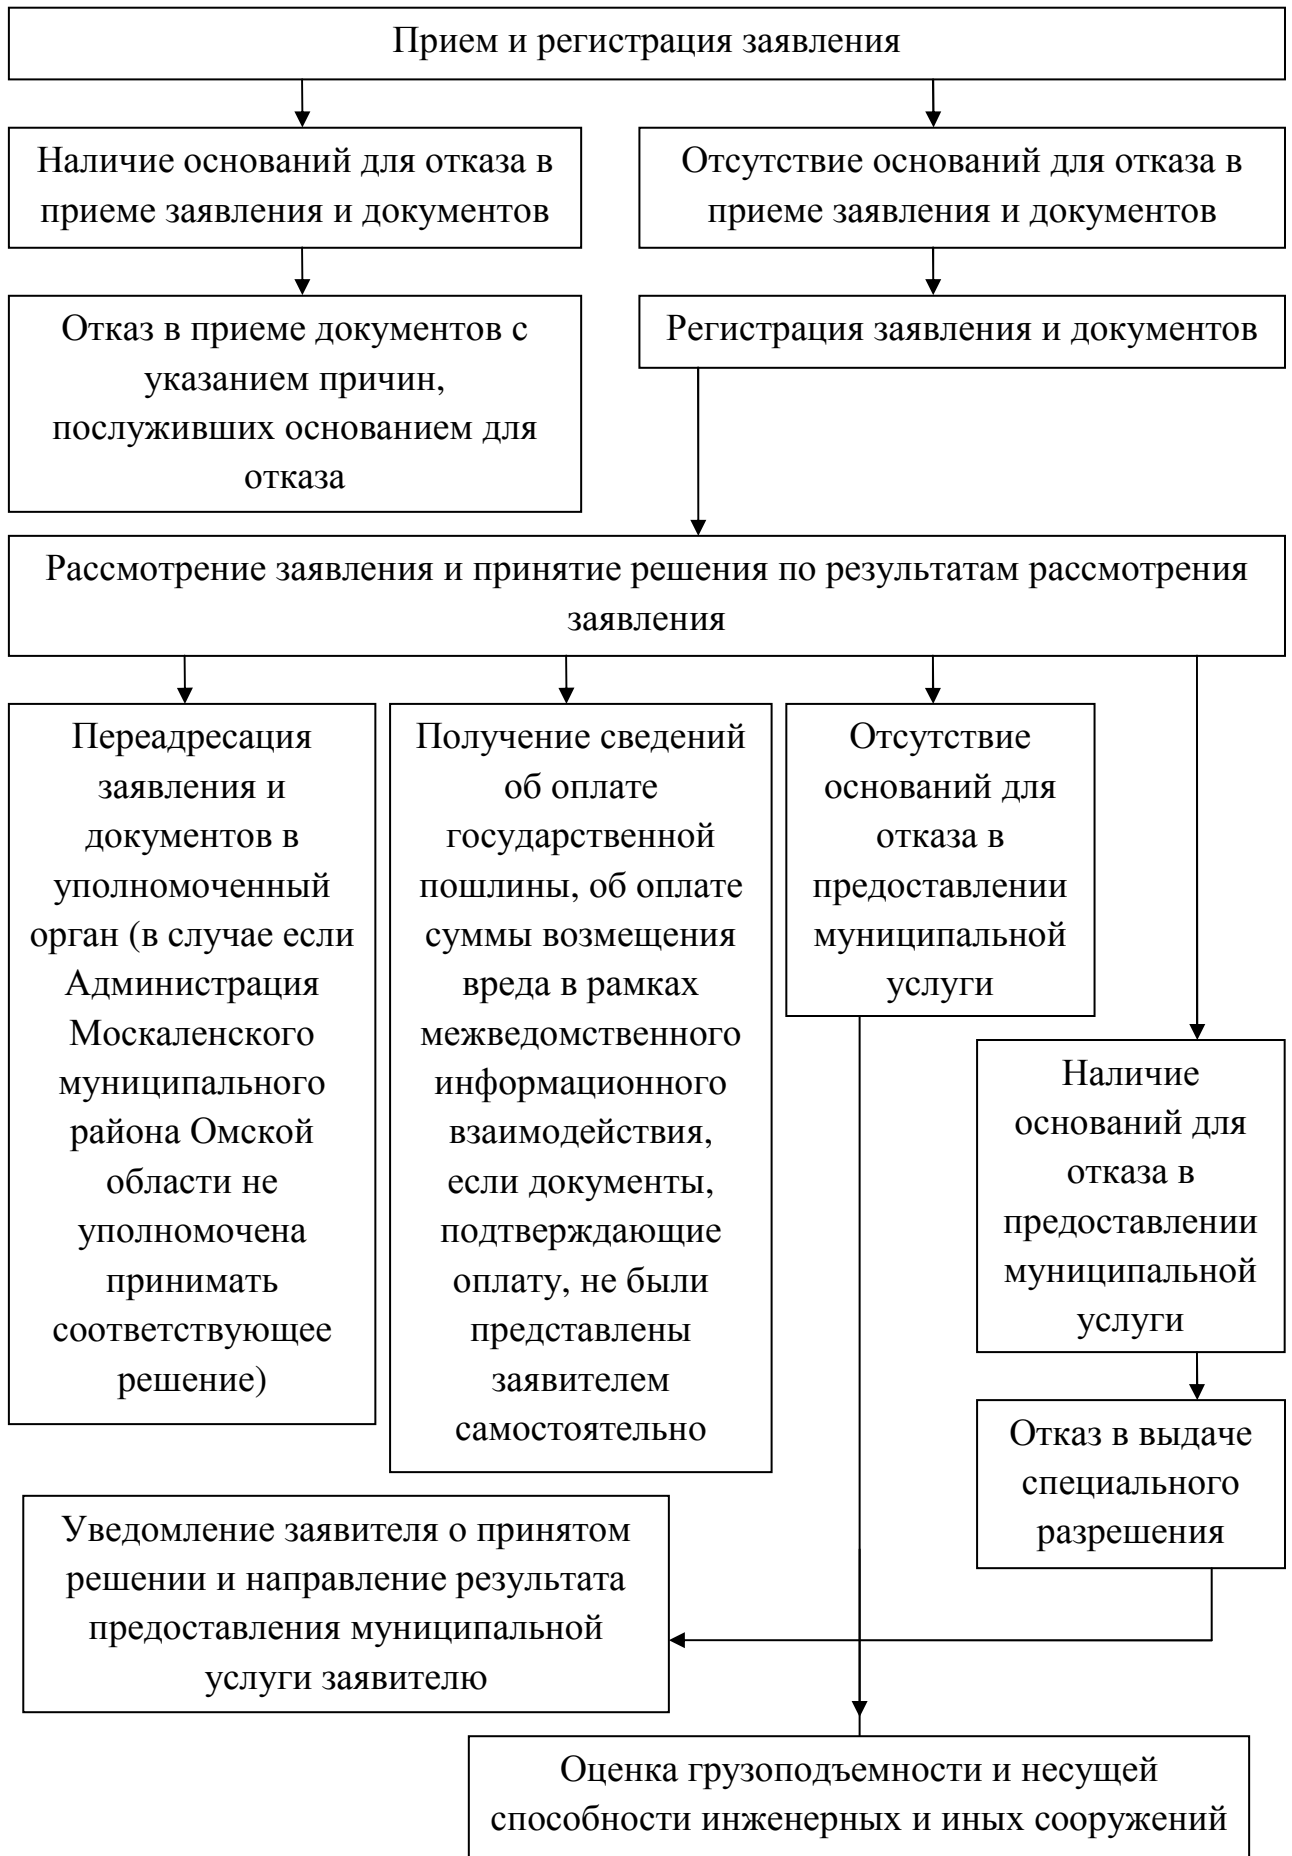 Прием и регистрация заявления
Наличие оснований для отказа в
приеме заявления и документов
Отсутствие оснований для отказа в
приеме заявления и документов
Отказ в приеме документов с
указанием причин,
послуживших основанием для
отказа
Регистрация заявления и документов
Рассмотрение заявления и принятие решения по результатам рассмотрения
заявления
Переадресация
заявления и
документов в
уполномоченный
орган (в случае если
Администрация
Москаленского
муниципального
района Омской
области не
уполномочена
принимать
соответствующее
решение)
Получение сведений
об оплате
государственной
пошлины, об оплате
суммы возмещения
вреда в рамках
межведомственного
информационного
взаимодействия,
если документы,
подтверждающие
оплату, не были
представлены
заявителем
самостоятельно
Отсутствие
оснований для
отказа в
предоставлении
муниципальной
услуги
Наличие
оснований для
отказа в
предоставлении
муниципальной
услуги
Отказ в выдаче
специального
разрешения
Уведомление заявителя о принятом
решении и направление результата
предоставления муниципальной
услуги заявителю
Оценка грузоподъемности и несущей
способности инженерных и иных сооружений